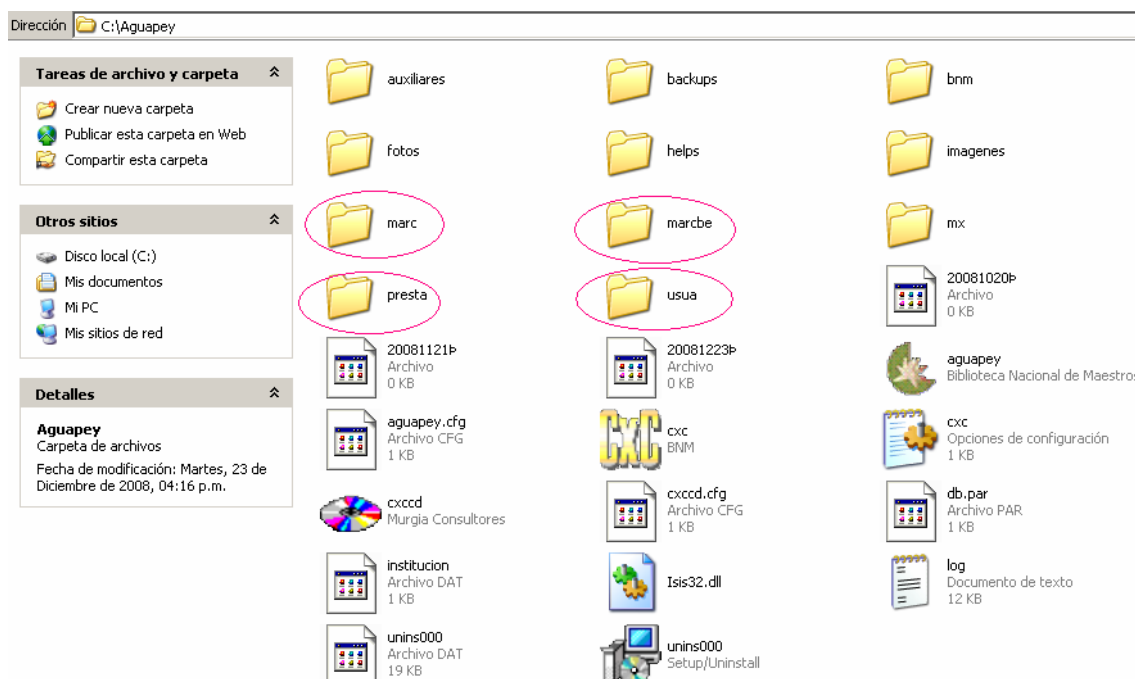 Dirección C:\Aguapey
Tareas de archivo y carpeta
Crear nueva carpeta
Publicar esta carpeta en Web
Compartir esta carpeta
Otros sitios
Disco local (C:)
Mis documentos
Mi PC
Mis sitios de red
Detalles
Aguapey
Carpeta de archivos
Fecha de modificación: Martes, 23 de
Diciembre de 2008, 04:16 p.m.
auxiliares
backups
bnm
fotos
helps
imagenes
marc
marcbe
mx
presta
usua
20081020Þ
Archivo
0 KB
20081121Þ
Archivo
0 KB
20081223Þ
Archivo
0 KB
aguapey
Biblioteca Nacional de Maestros
aguapey.cfg
Archivo CFG
1 KB
CxC
cxc
BNM
cxc
Opciones de configuración
1 KB
cxccd
Murgia Consultores
cxccd.cfg
Archivo CFG
1 KB
db.par
Archivo PAR
1 KB
institucion
Archivo DAT
1 KB
Isis32.dll
log
Documento de texto
12 KB
unins000
Archivo DAT
19 KB
unins000
Setup/Uninstall